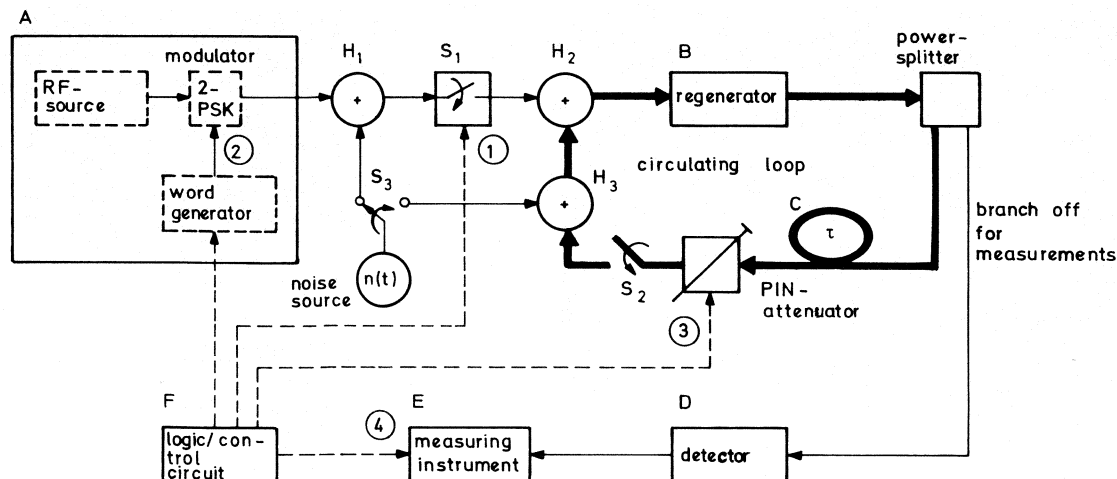 A
RF-
source
modulator
2-
PSK
2
word
generator
H1
+
S1
1
H2
+
B
regenerator
power-
splitter
circulating loop
S3
H3
+
n(t)
noise
source
S2
3
C
τ
PIN-
attenuator
branch off
for
measurements
F
logic/con-
trol
circuit
4
E
measuring
instrument
D
detector